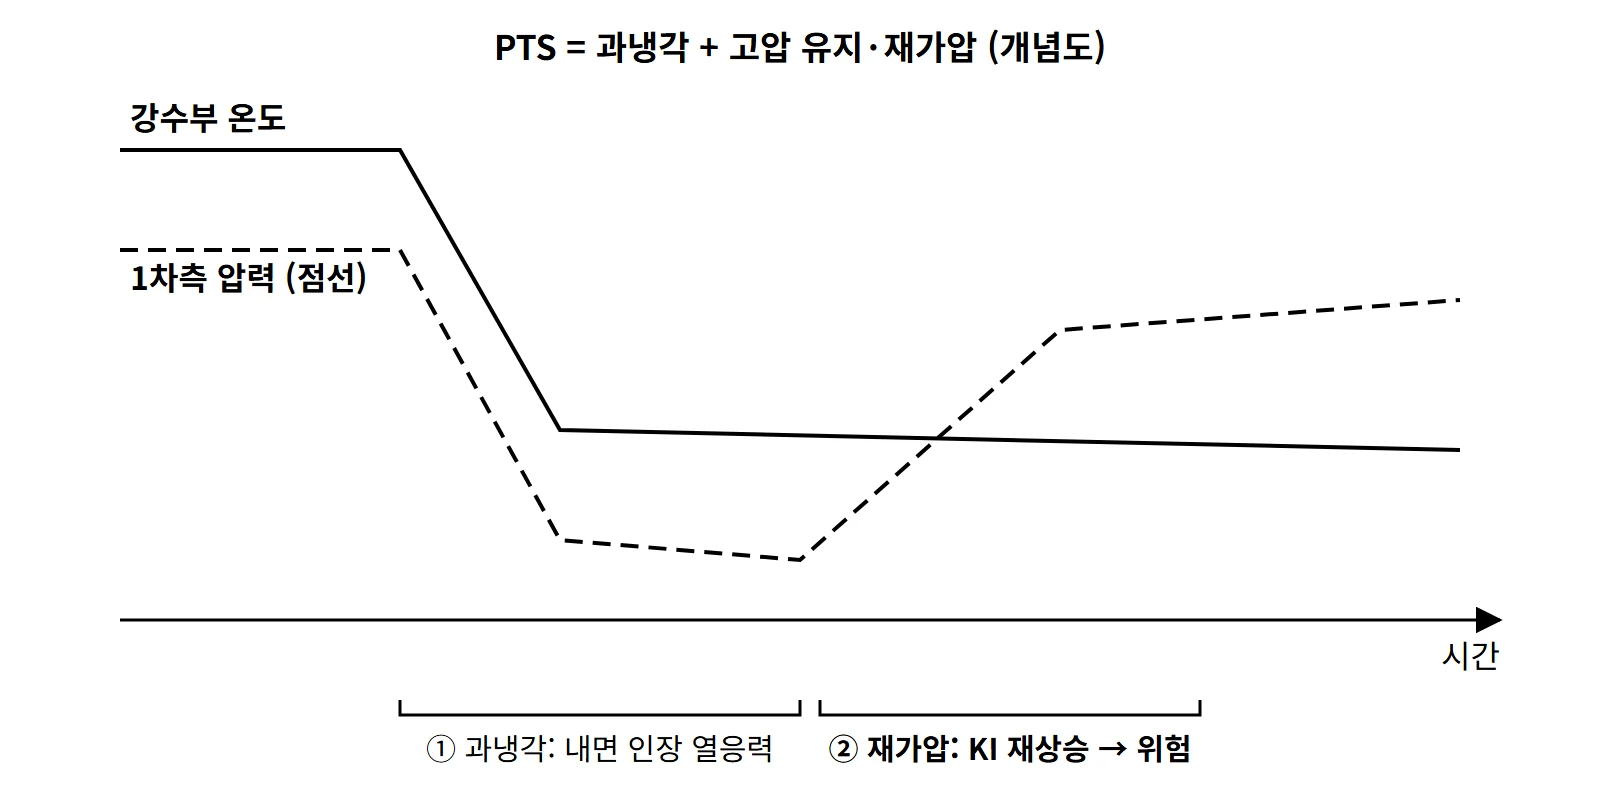 PTS = 과냉각 + 고압 유지·재가압 (개념도)
강수부 온도
1차측 압력 (점선)
시간
① 과냉각: 내면 인장 열응력
② 재가압: KI 재상승 → 위험